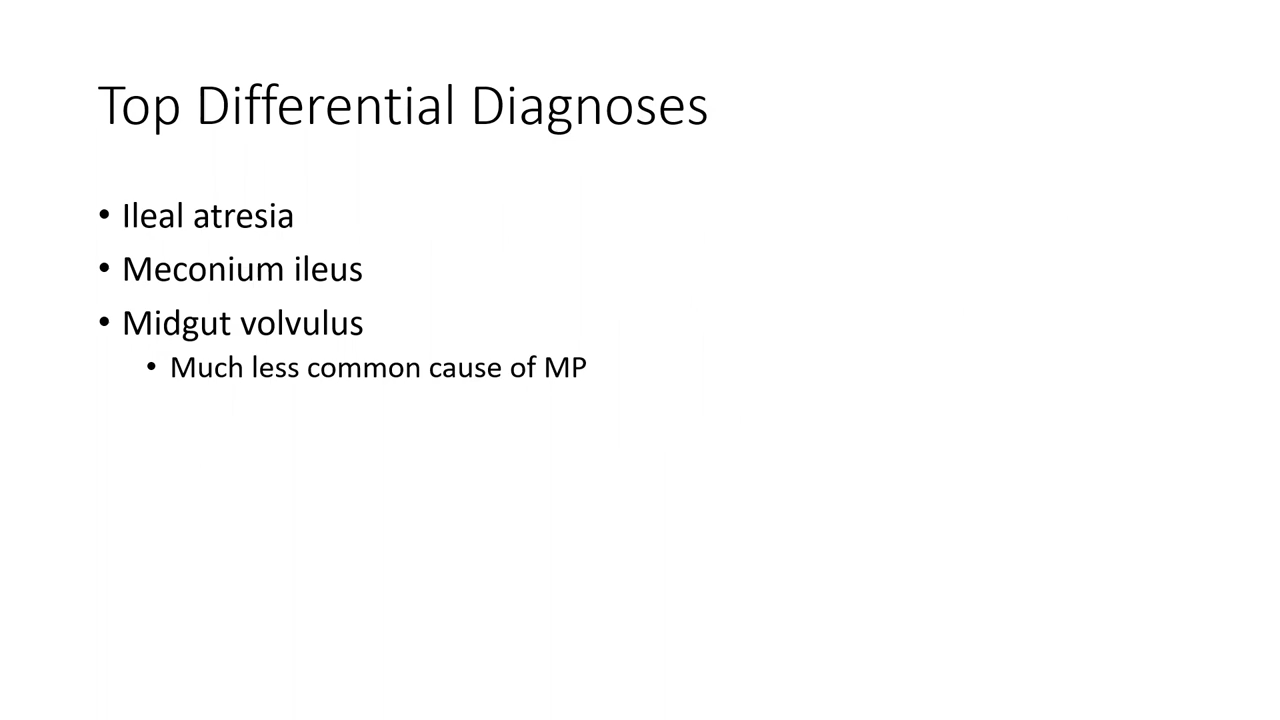 Top Differential Diagnoses
• Ileal atresia
• Meconium ileus
• Midgut volvulus
• Much less common cause of MP